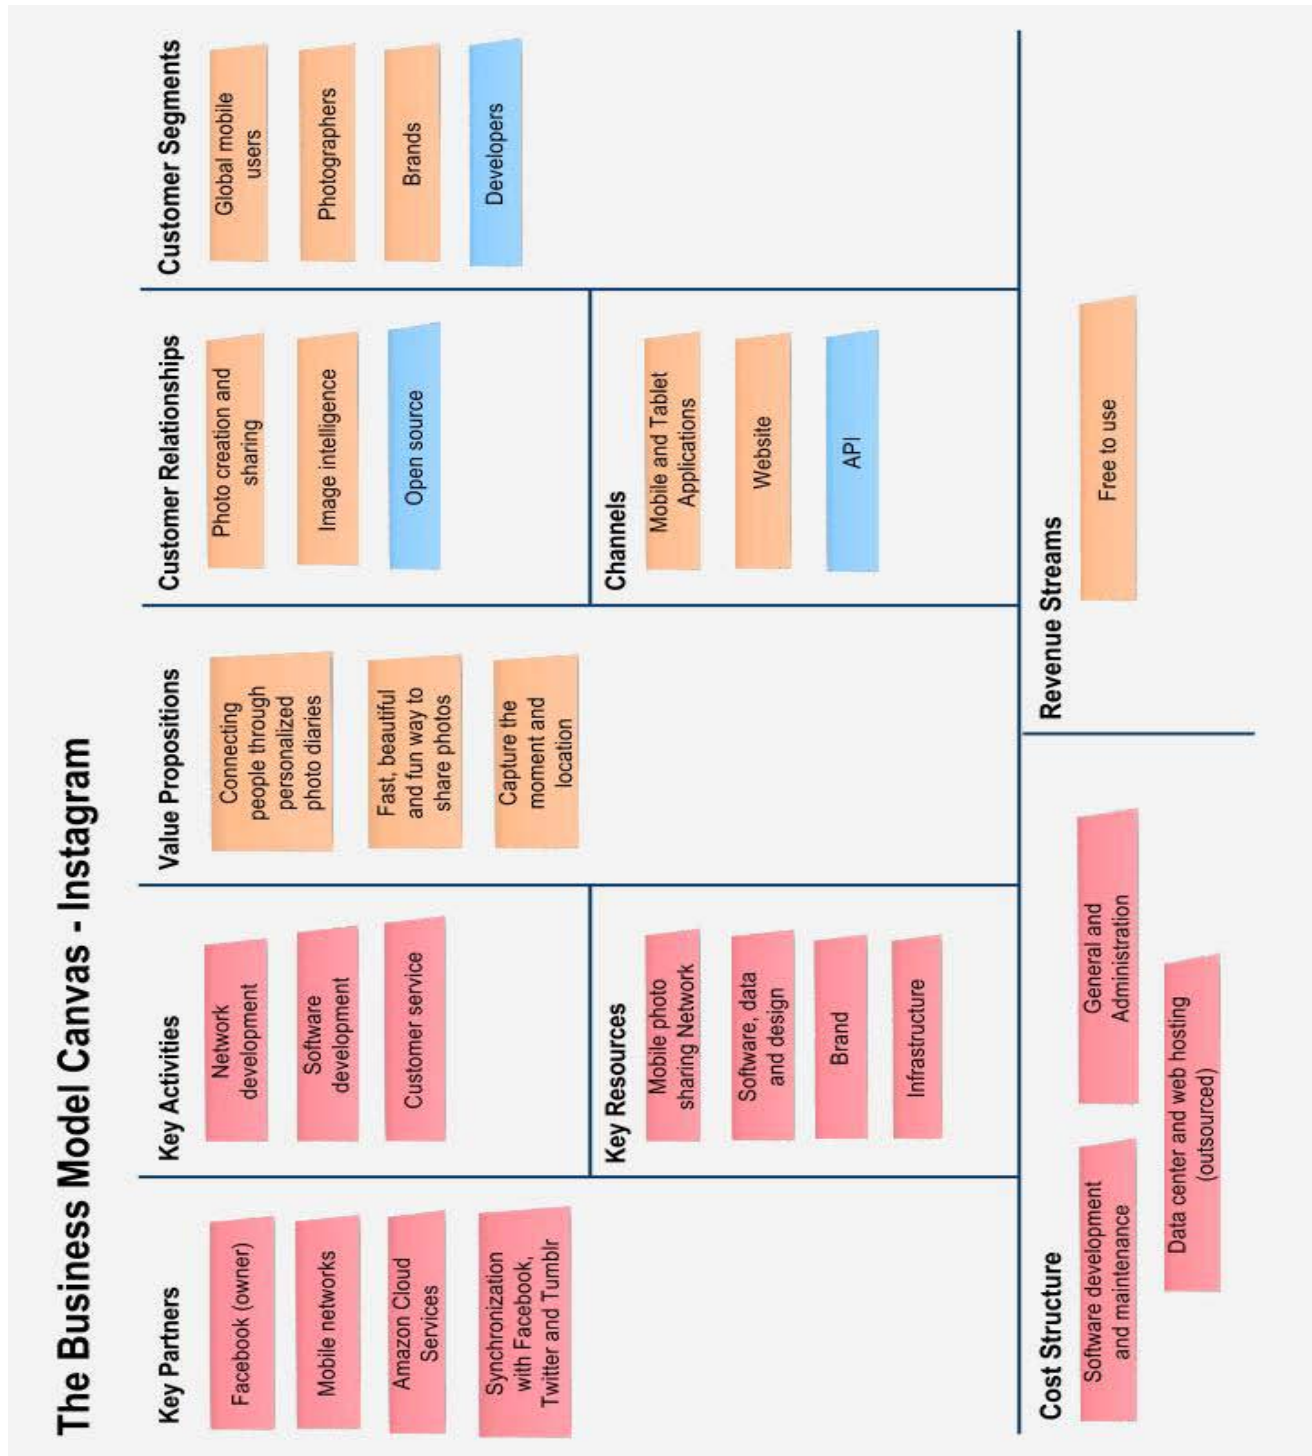 The Business Model Canvas - Instagram
Key Partners
Facebook (owner)
Mobile networks
Amazon Cloud
Services
Synchronization
with Facebook,
Twitter and Tumblr
Key Activities
Network
development
Software
development
Customer service
Key Resources
Mobile photo
sharing Network
Software, data
and design
Brand
Infrastructure
Value Propositions
Connecting
people through
personalized
photo diaries
Fast, beautiful
and fun way to
share photos
Capture the
moment and
location
Customer Relationships
Photo creation and
sharing
Image intelligence
Open source
Channels
Mobile and Tablet
Applications
Website
API
Customer Segments
Global mobile
users
Photographers
Brands
Developers
Cost Structure
Software development
and maintenance
General and
Administration
Data center and web hosting
(outsourced)
Revenue Streams
Free to use